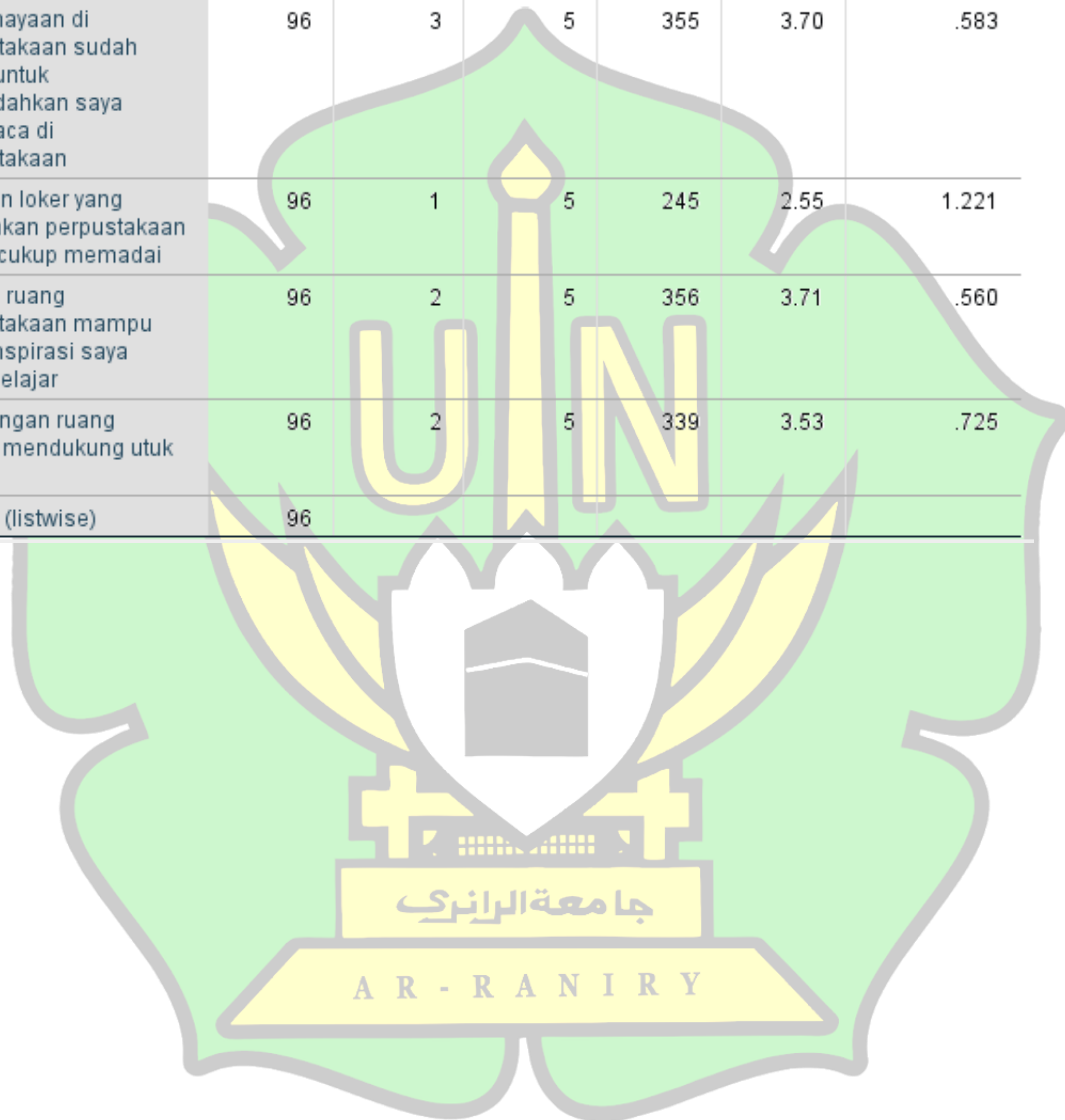 hayaan di 96 3 5 355 3.70 .583
takaan sudah
untuk
dahkan saya
aca di
takaan
n loker yang 96 1 5 245 2.55 1.221
ıkan perpustakaan
cukup memadai
ruang 96 2 5 356 3.71 .560
takaan mampu
nspirasi saya
elajar
ngan ruang 96 2 5 339 3.53 .725
mendukung utuk
(listwise) 96
UIN
جامعة الرانري
AR-RANIRY